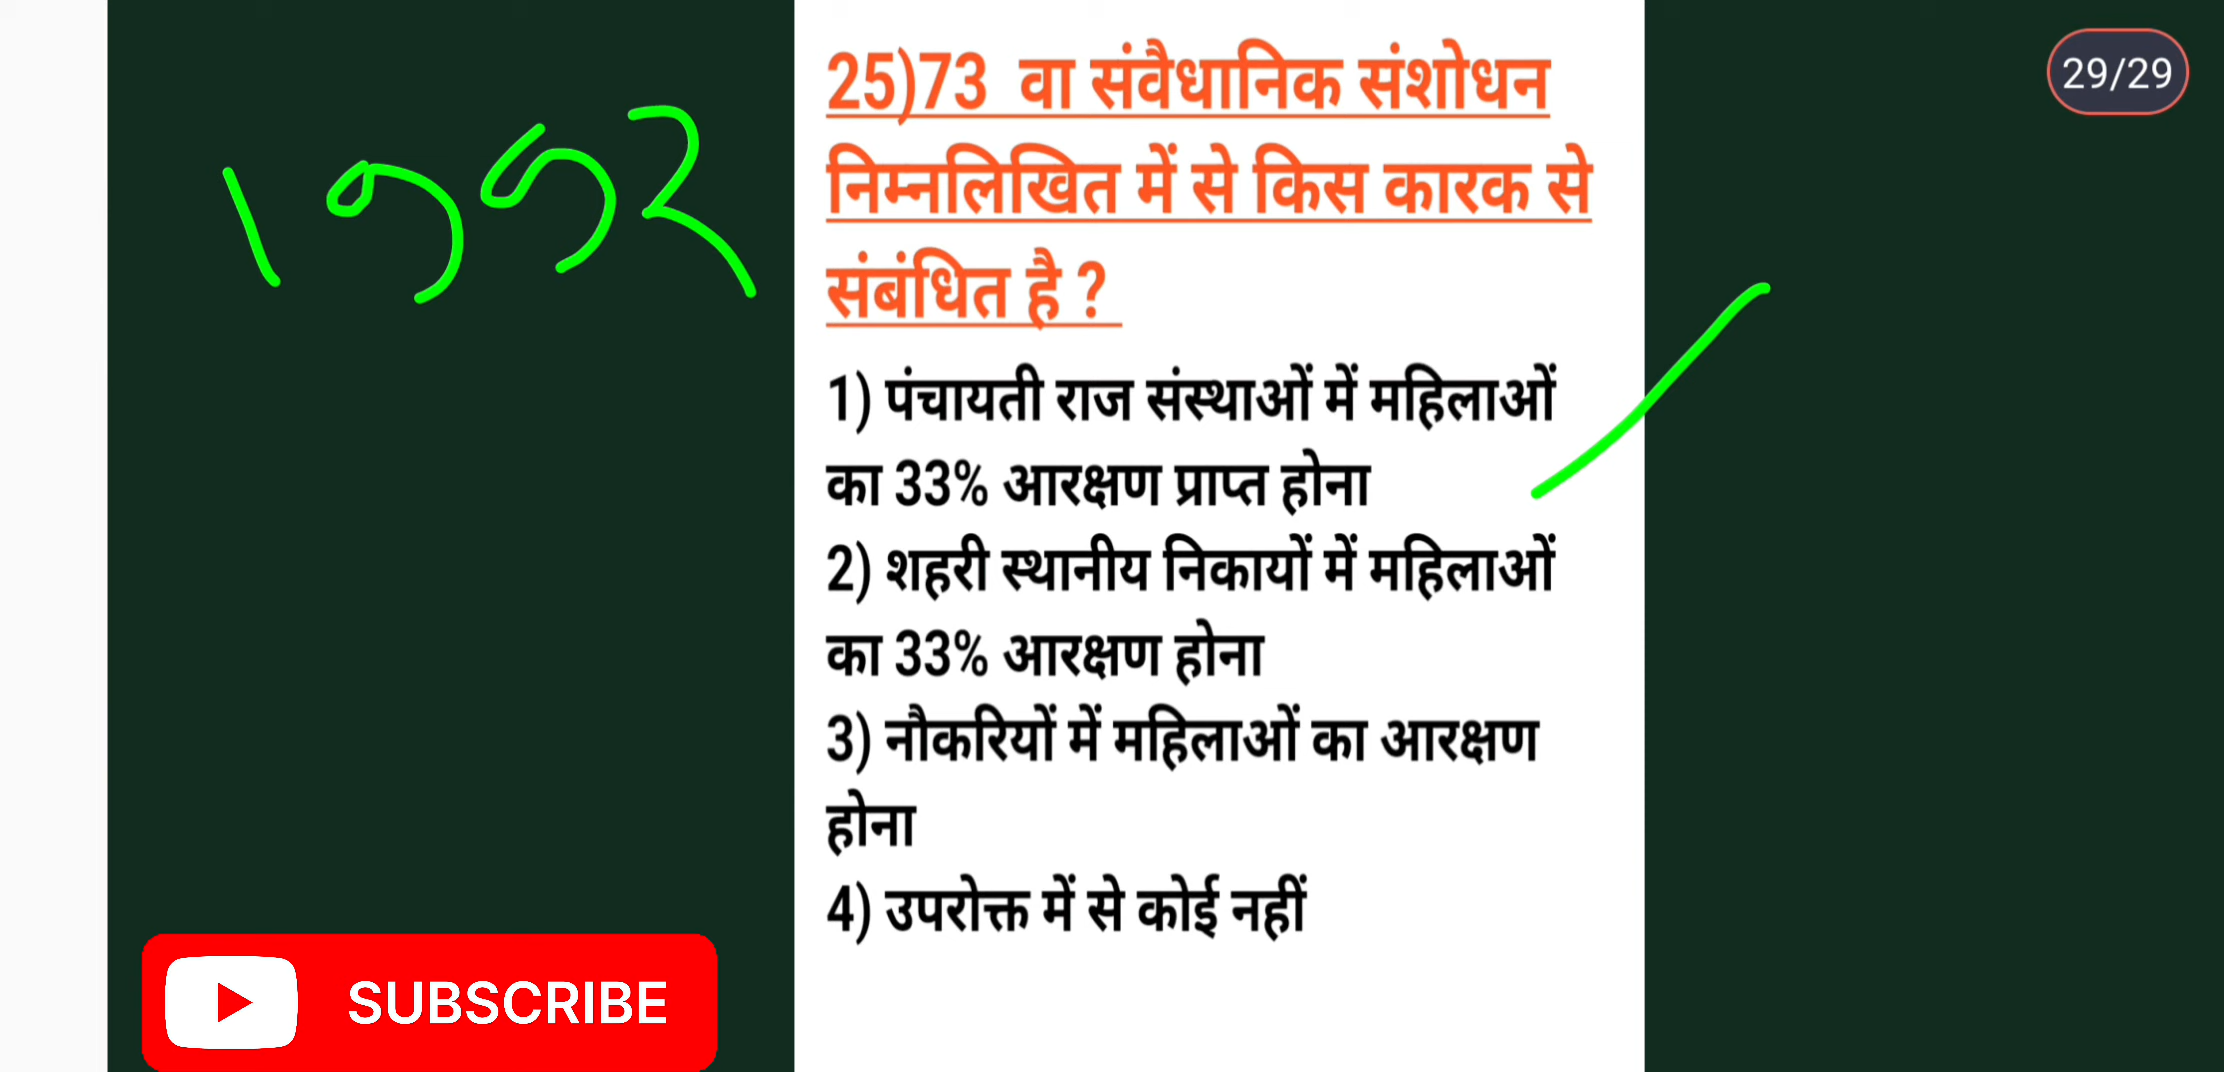 1992
25)73 वा संवैधानिक संशोधन
निम्नलिखित में से किस कारक से
संबंधित है ?
29/29
1) पंचायती राज संस्थाओं में महिलाओं
का 33% आरक्षण प्राप्त होना
2) शहरी स्थानीय निकायों में महिलाओं
का 33% आरक्षण होना
3) नौकरियों में महिलाओं का आरक्षण
होना
4) उपरोक्त में से कोई नहीं
SUBSCRIBE